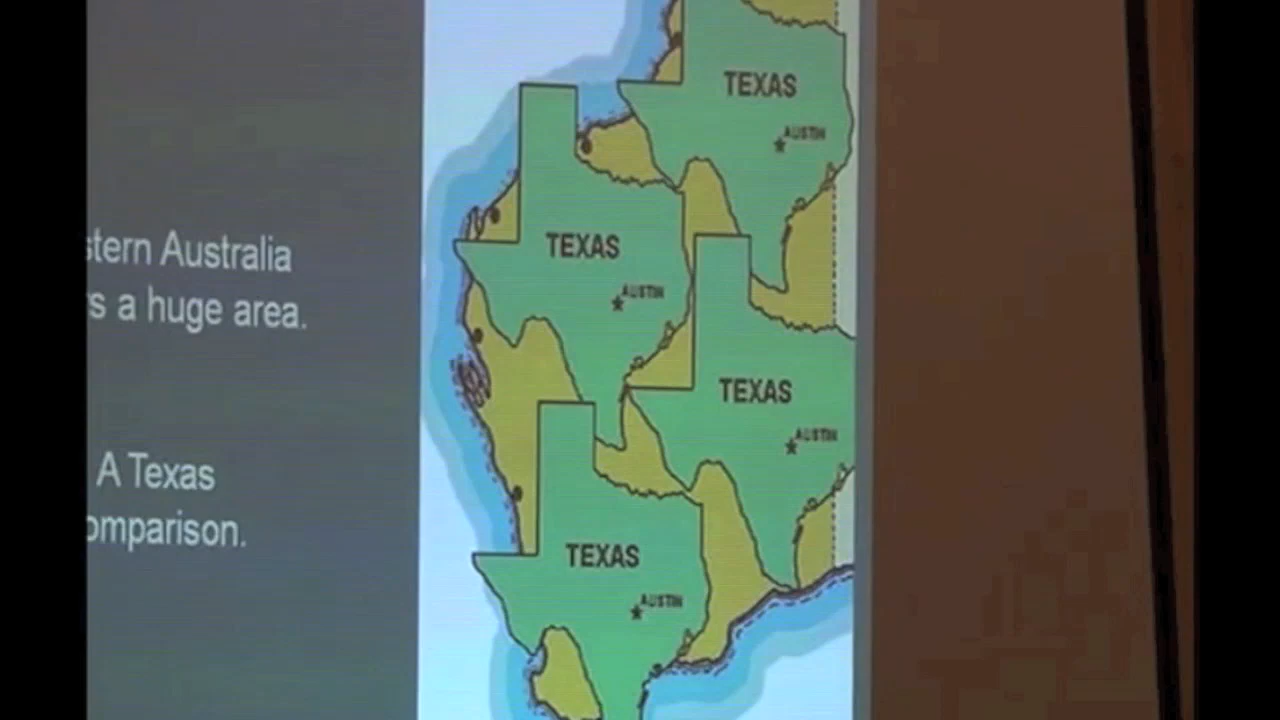 stern Australia
s a huge area.
A Texas
omparison.
TEXAS
AUSTIN
TEXAS
AUSTIN
TEXAS
AUSTIN
TEXAS
AUSTIN